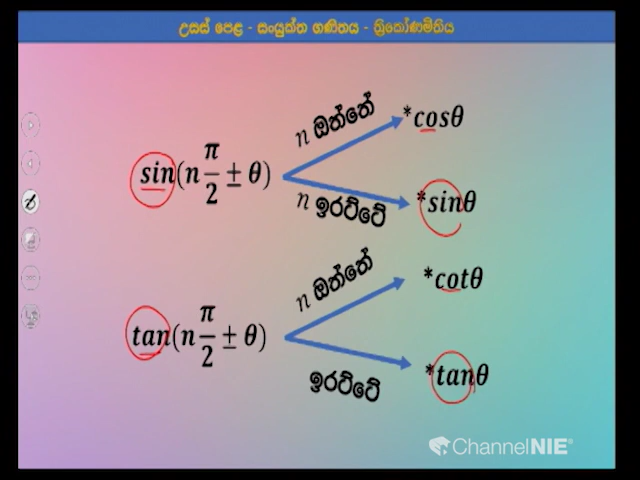 උසස් පෙළ - සංයුක්ත ගණිතය - ත්‍රිකෝණමිතිය
n ඔත්තේ
*cosθ
sin(n π/2 ± θ)
n ඉරට්ටේ
*sinθ
n ඔත්තේ
*cotθ
tan(n π/2 ± θ)
ඉරට්ටේ
*tanθ
ChannelNIE